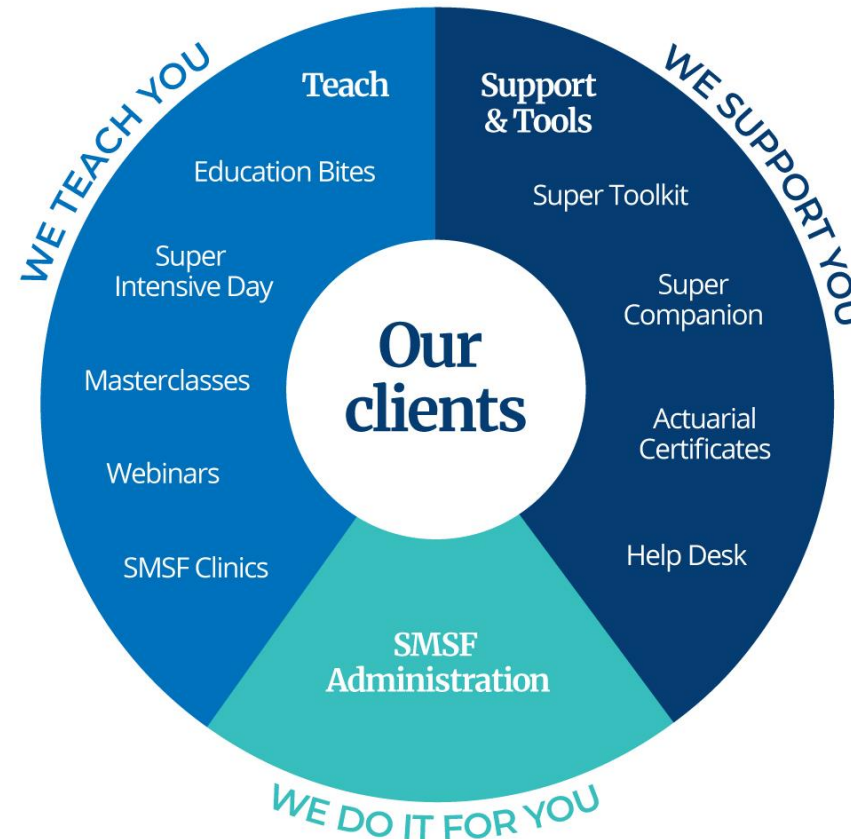 WE TEACH YOU
Teach
Education Bites
Super
Intensive Day
Masterclasses
Webinars
SMSF Clinics
WE SUPPORT YOU
Support
& Tools
Super Toolkit
Super
Companion
Actuarial
Certificates
Help Desk
Our
clients
SMSF
Administration
WE DO IT FOR YOU